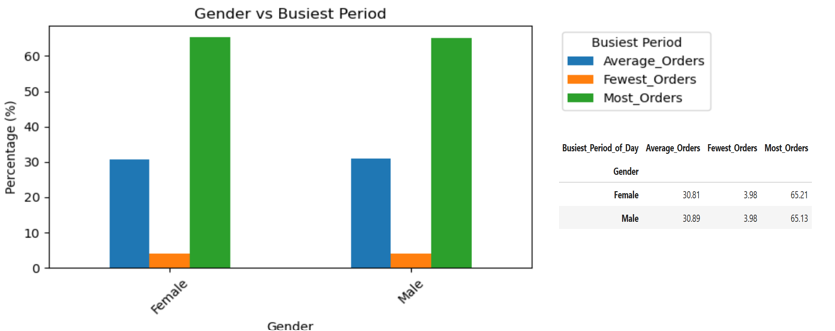 Gender vs Busiest Period
Percentage (%)
60
50
40
30
20
10
0
Female
Male
Gender
Busiest Period
Average_Orders
Fewest_Orders
Most_Orders
Busiest_Period_of_Day Average_Orders Fewest_Orders Most_Orders
Gender
Female 30.81 3.98 65.21
Male 30.89 3.98 65.13